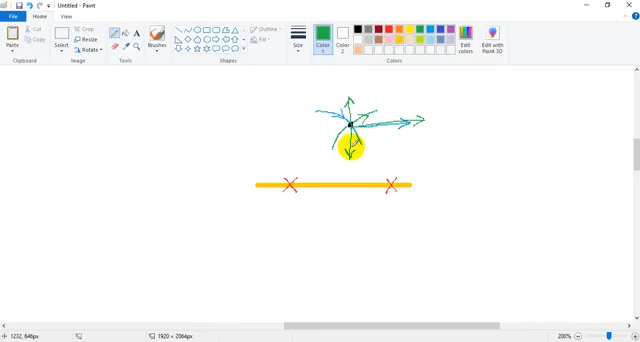 Untitled - Paint
File
Home
View
Paste
Cut
Copy
Clipboard
Select
Crop
Resize
Rotate
Image
A
Tools
Brushes
Outline
Fill
Shapes
Size
Color 1
Color 2
Colors
Edit colors
Edit with Paint 3D
1232, 646px
1920 × 2064px
200%